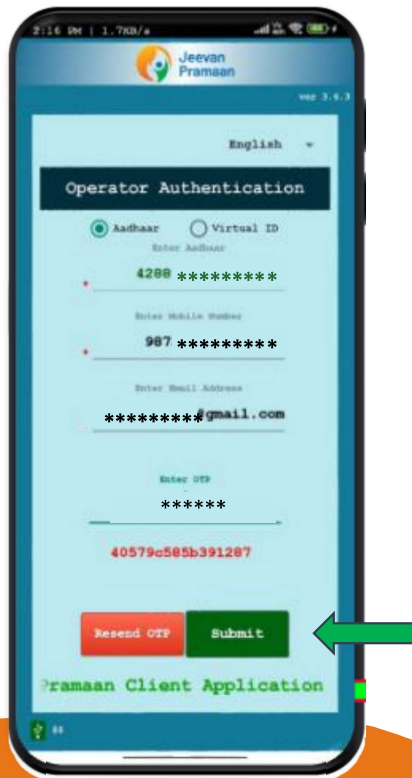 2:16 PM | 1.7KB/s
Jeevan
Pramaan
ver 3.6.3
English
Operator Authentication
Aadhaar
Virtual ID
Enter Aadhaar
* 4288 *********
Enter Mobile Number
* 987 *********
Enter Email Address
*********@gmail.com
Enter OTP
******
40579c585b391287
Resend OTP
Submit
Pramaan Client Application